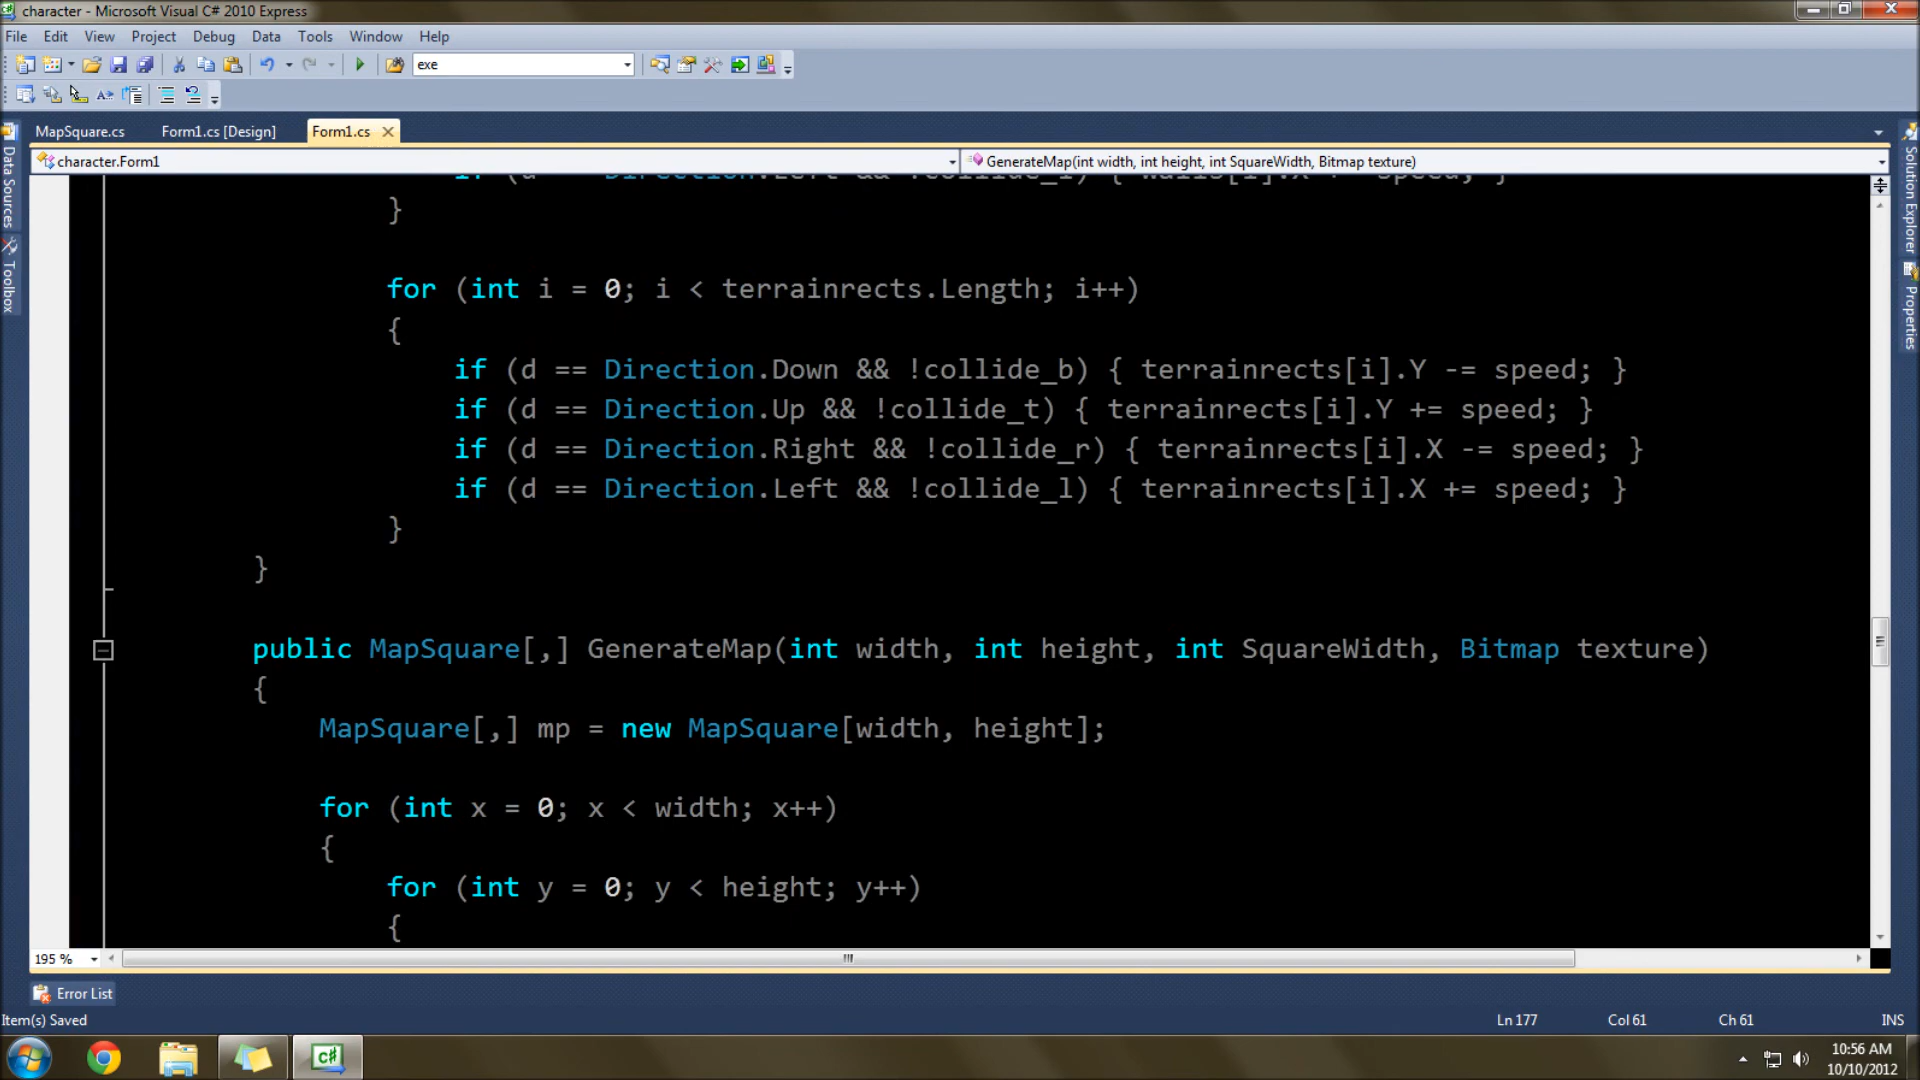 character - Microsoft Visual C# 2010 Express
File Edit View Project Debug Data Tools Window Help
exe
MapSquare.cs Form1.cs [Design] Form1.cs
character.Form1 GenerateMap(int width, int height, int SquareWidth, Bitmap texture)
}
for (int i = 0; i < terrainrects.Length; i++)
{
if (d == Direction.Down && !collide_b) { terrainrects[i].Y -= speed; }
if (d == Direction.Up && !collide_t) { terrainrects[i].Y += speed; }
if (d == Direction.Right && !collide_r) { terrainrects[i].X -= speed; }
if (d == Direction.Left && !collide_l) { terrainrects[i].X += speed; }
}
}
public MapSquare[,] GenerateMap(int width, int height, int SquareWidth, Bitmap texture)
{
MapSquare[,] mp = new MapSquare[width, height];
for (int x = 0; x < width; x++)
{
for (int y = 0; y < height; y++)
{
195 %
Data Sources
Toolbox
Solution Explorer
Properties
Error List
Item(s) Saved Ln 177 Col 61 Ch 61 INS
C#
10:56 AM
10/10/2012